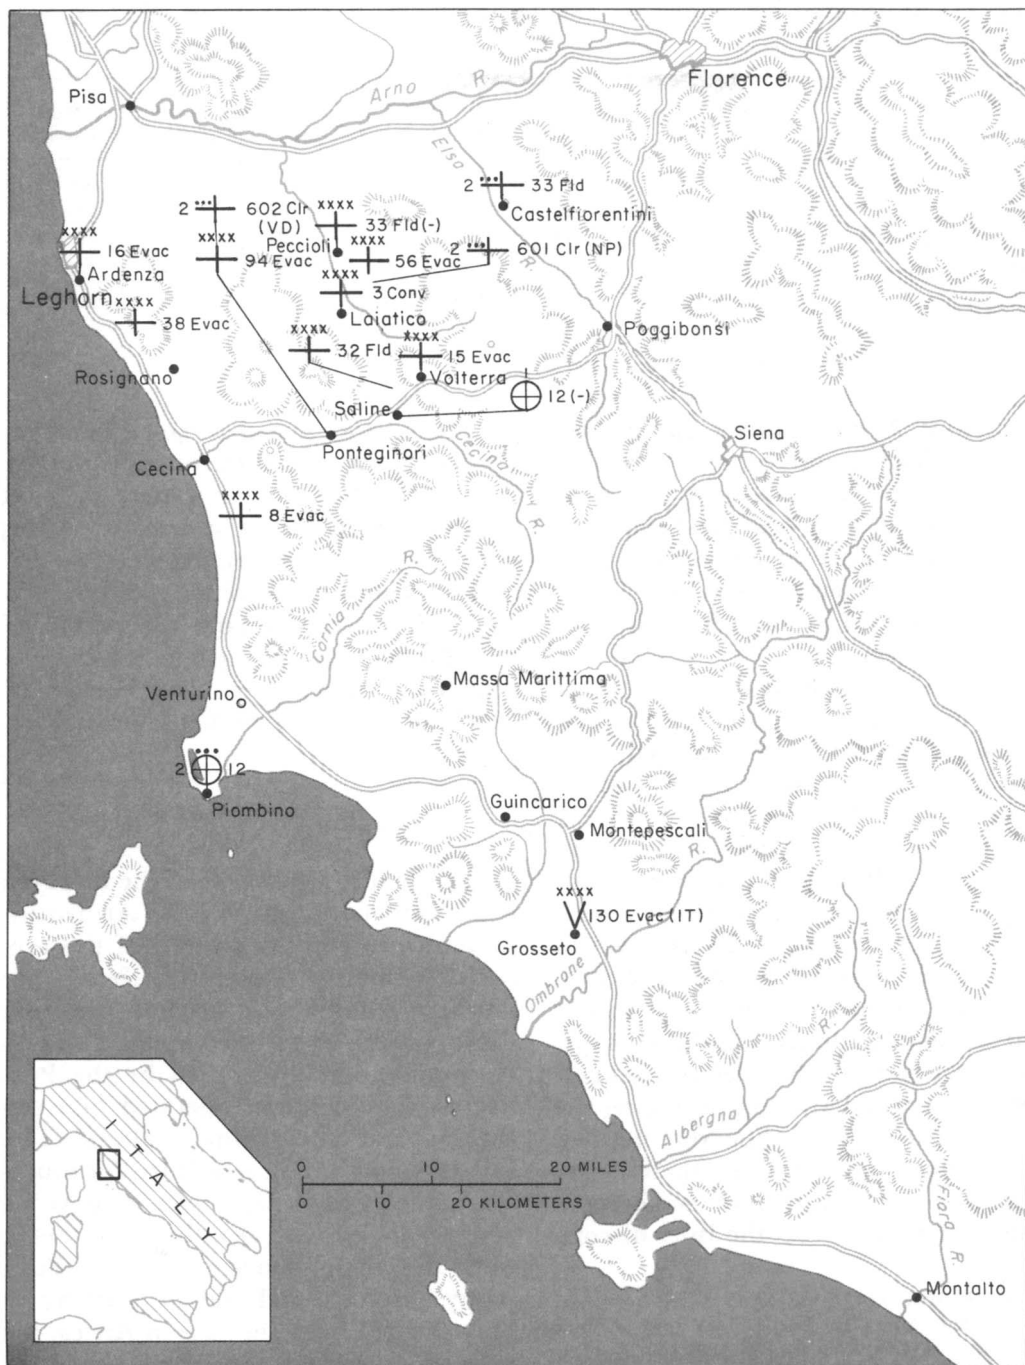 Florence
Pisa
Arno R.
Elsa R.
2 602 Clr
(VD)
xxxx
94 Evac
xxxx
33 Fld (-)
Peccioli
xxxx
56 Evac
2 33 Fld
Castelfiorentini
2 601 Clr (NP)
xxxx
16 Evac
Ardenza
Leghorn
xxxx
3 Conv
Laiatico
xxxx
38 Evac
xxxx
32 Fld
xxxx
15 Evac
Volterra
Poggibonsi
Rosignano
12 (-)
Saline
Ponteginori
Siena
Cecina
Cecina R.
xxxx
8 Evac
Cornia R.
Massa Marittima
Venturino
2 12
Piombino
Guincarico
Montepescali
xxxx
130 Evac (IT)
Grosseto
Ombrone R.
Albergna R.
Fiora R.
Montalto
ITALY
0 10 20 MILES
0 10 20 KILOMETERS